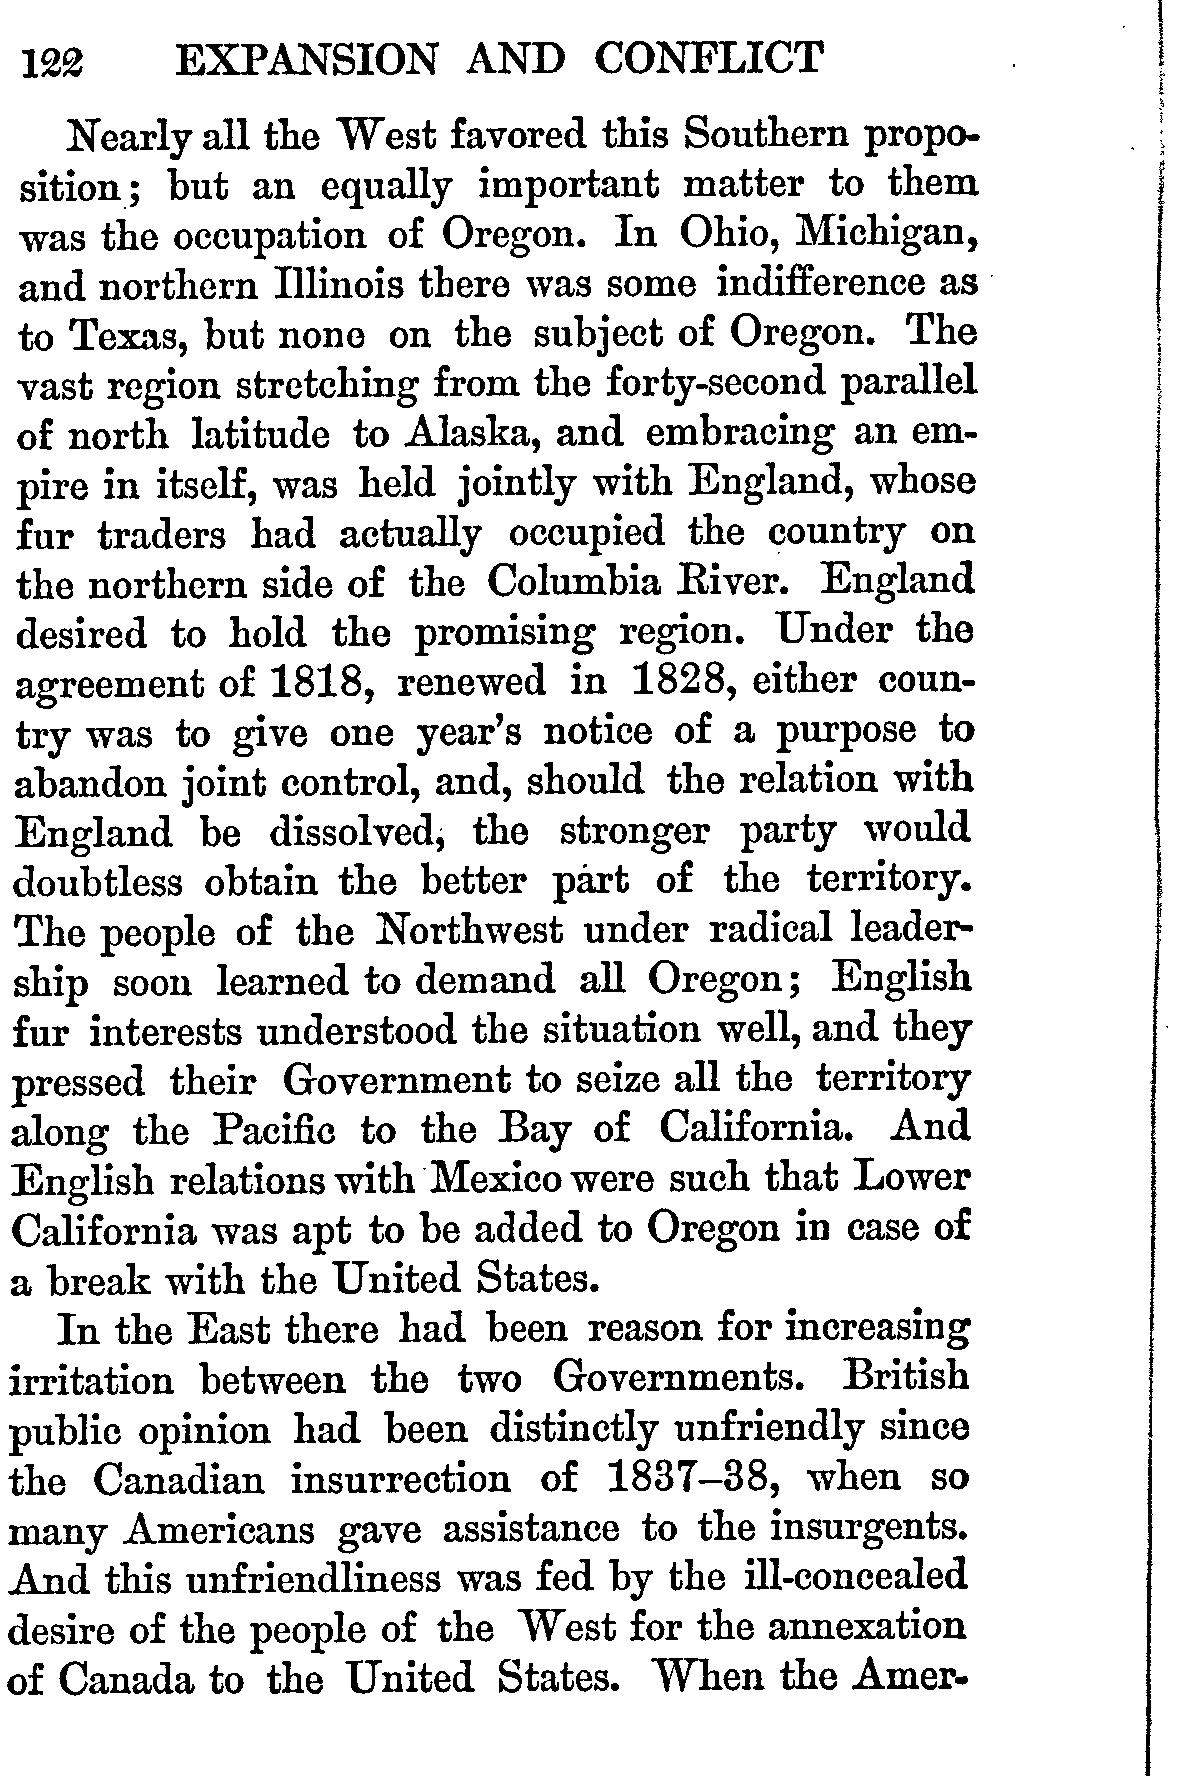 122 EXPANSION AND CONFLICT
Nearly all the West favored this Southern propo-
sition; but an equally important matter to them
was the occupation of Oregon. In Ohio, Michigan,
and northern Illinois there was some indifference as
to Texas, but none on the subject of Oregon. The
vast region stretching from the forty-second parallel
of north latitude to Alaska, and embracing an em-
pire in itself, was held jointly with England, whose
fur traders had actually occupied the country on
the northern side of the Columbia River. England
desired to hold the promising region. Under the
agreement of 1818, renewed in 1828, either coun-
try was to give one year's notice of a purpose to
abandon joint control, and, should the relation with
England be dissolved, the stronger party would
doubtless obtain the better part of the territory.
The people of the Northwest under radical leader-
ship soon learned to demand all Oregon; English
fur interests understood the situation well, and they
pressed their Government to seize all the territory
along the Pacific to the Bay of California. And
English relations with Mexico were such that Lower
California was apt to be added to Oregon in case of
a break with the United States.
In the East there had been reason for increasing
irritation between the two Governments. British
public opinion had been distinctly unfriendly since
the Canadian insurrection of 1837–38, when so
many Americans gave assistance to the insurgents.
And this unfriendliness was fed by the ill-concealed
desire of the people of the West for the annexation
of Canada to the United States. When the Amer-